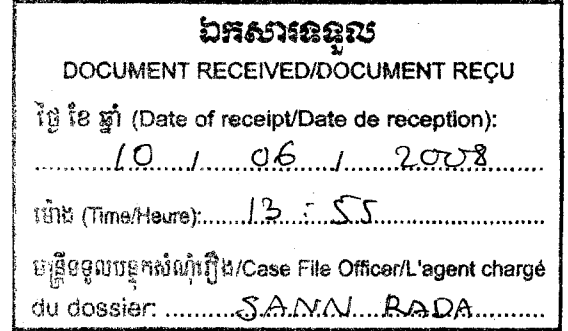 ឯកសារទទួល
DOCUMENT RECEIVED/DOCUMENT REÇU
ថ្ងៃ ខែ ឆ្នាំ (Date of receipt/Date de reception):
10 / 06 / 2008
ម៉ោង (Time/Heure): 13 : 55
មន្ត្រីទទួលបន្ទុកសំណុំរឿង/Case File Officer/L'agent chargé
du dossier: SANN RADA